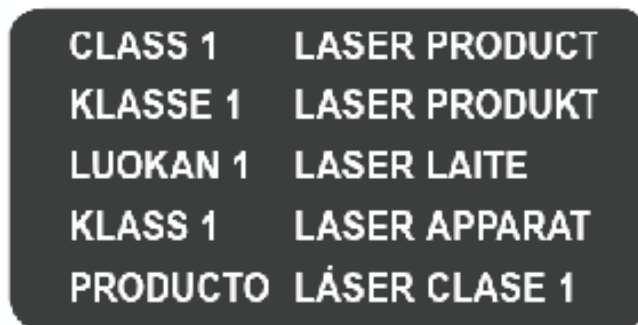 CLASS 1 LASER PRODUCT
KLASSE 1 LASER PRODUKT
LUOKAN 1 LASER LAITE
KLASS 1 LASER APPARAT
PRODUCTO LÁSER CLASE 1